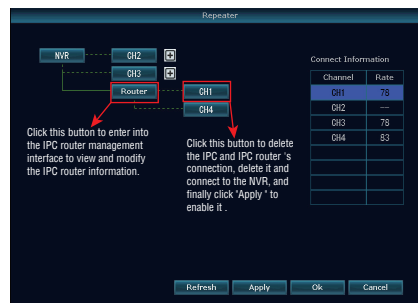 Repeater
NVR CH2 +
CH3 +
Router CH1
CH4
Click this button to enter into
the IPC router management
interface to view and modify
the IPC router information.
Click this button to delete
the IPC and IPC router 's
connection, delete it and
connect to the NVR, and
finally click "Apply " to
enable it .
Connect Information
Channel Rate
CH1 78
CH2 --
CH3 78
CH4 83
Refresh Apply Ok Cancel